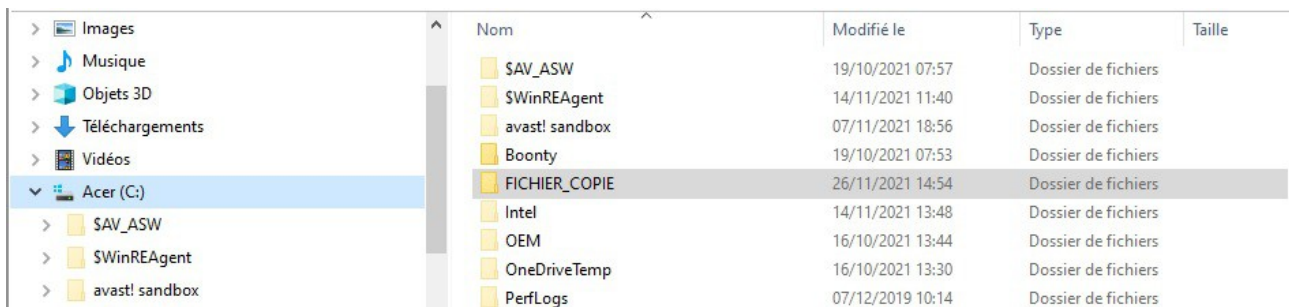 Images
Musique
Objets 3D
Téléchargements
Vidéos
Acer (C:)
$AV_ASW
$WinREAgent
avast! sandbox
Nom Modifié le Type Taille
$AV_ASW 19/10/2021 07:57 Dossier de fichiers
$WinREAgent 14/11/2021 11:40 Dossier de fichiers
avast! sandbox 07/11/2021 18:56 Dossier de fichiers
Boonty 19/10/2021 07:53 Dossier de fichiers
FICHIER_COPIE 26/11/2021 14:54 Dossier de fichiers
Intel 14/11/2021 13:48 Dossier de fichiers
OEM 16/10/2021 13:44 Dossier de fichiers
OneDriveTemp 16/10/2021 13:30 Dossier de fichiers
PerfLogs 07/12/2019 10:14 Dossier de fichiers